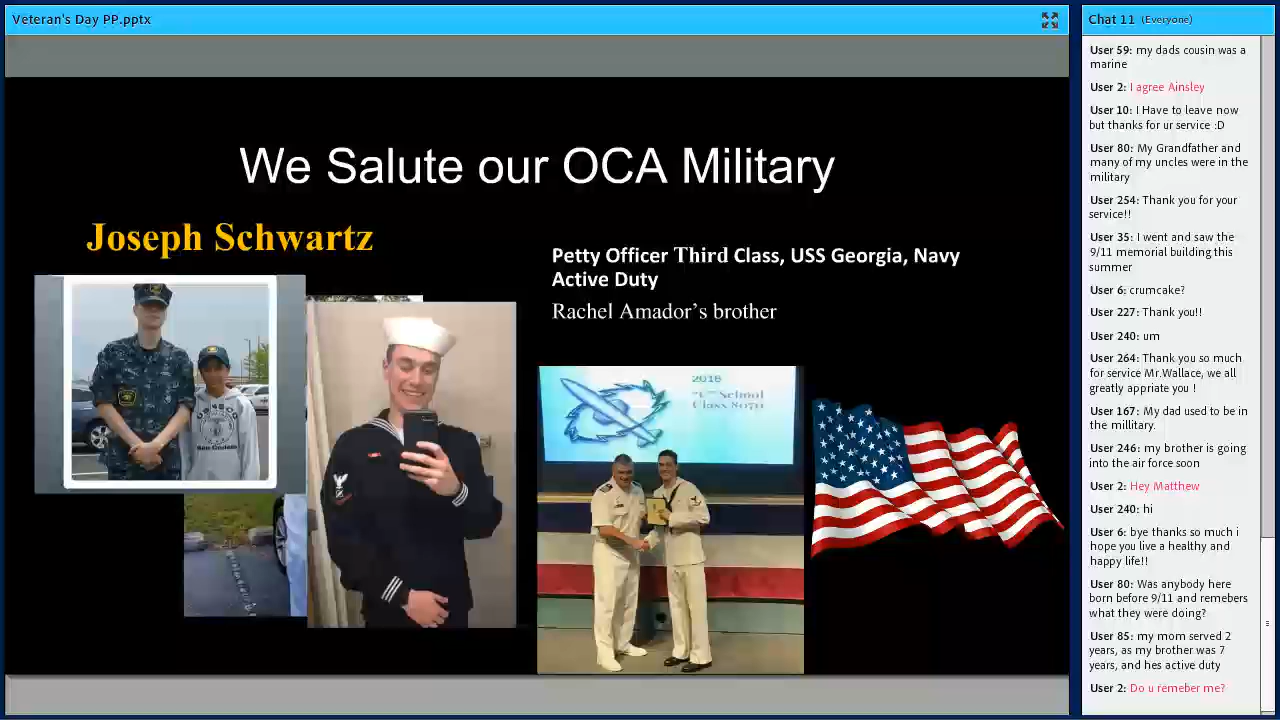 Veteran's Day PP.pptx
We Salute our OCA Military
Joseph Schwartz
Petty Officer Third Class, USS Georgia, Navy
Active Duty
Rachel Amador’s brother
2018
"C" School
Chat 11 (Everyone)
User 59: my dads cousin was a
marine
User 2: I agree Ainsley
User 10: I Have to leave now
but thanks for ur service :D
User 80: My Grandfather and
many of my uncles were in the
military
User 254: Thank you for your
service!!
User 35: I went and saw the
9/11 memorial building this
summer
User 6: crumcake?
User 227: Thank you!!
User 240: um
User 264: Thank you so much
for service Mr.Wallace, we all
greatly appriate you !
User 167: My dad used to be in
the millitary.
User 246: my brother is going
into the air force soon
User 2: Hey Matthew
User 240: hi
User 6: bye thanks so much i
hope you live a healthy and
happy life!!
User 80: Was anybody here
born before 9/11 and remebers
what they were doing?
User 85: my mom served 2
years, as my brother was 7
years, and hes active duty
User 2: Do u remeber me?